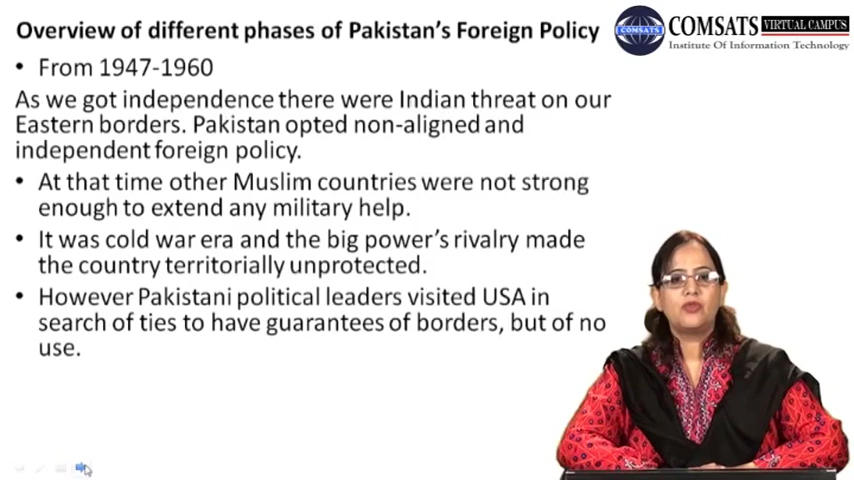 Overview of different phases of Pakistan's Foreign Policy
COMSATS VIRTUAL CAMPUS
Institute Of Information Technology
COMSATS
• From 1947-1960
As we got independence there were Indian threat on our
Eastern borders. Pakistan opted non-aligned and
independent foreign policy.
• At that time other Muslim countries were not strong
enough to extend any military help.
• It was cold war era and the big power's rivalry made
the country territorially unprotected.
• However Pakistani political leaders visited USA in
search of ties to have guarantees of borders, but of no
use.